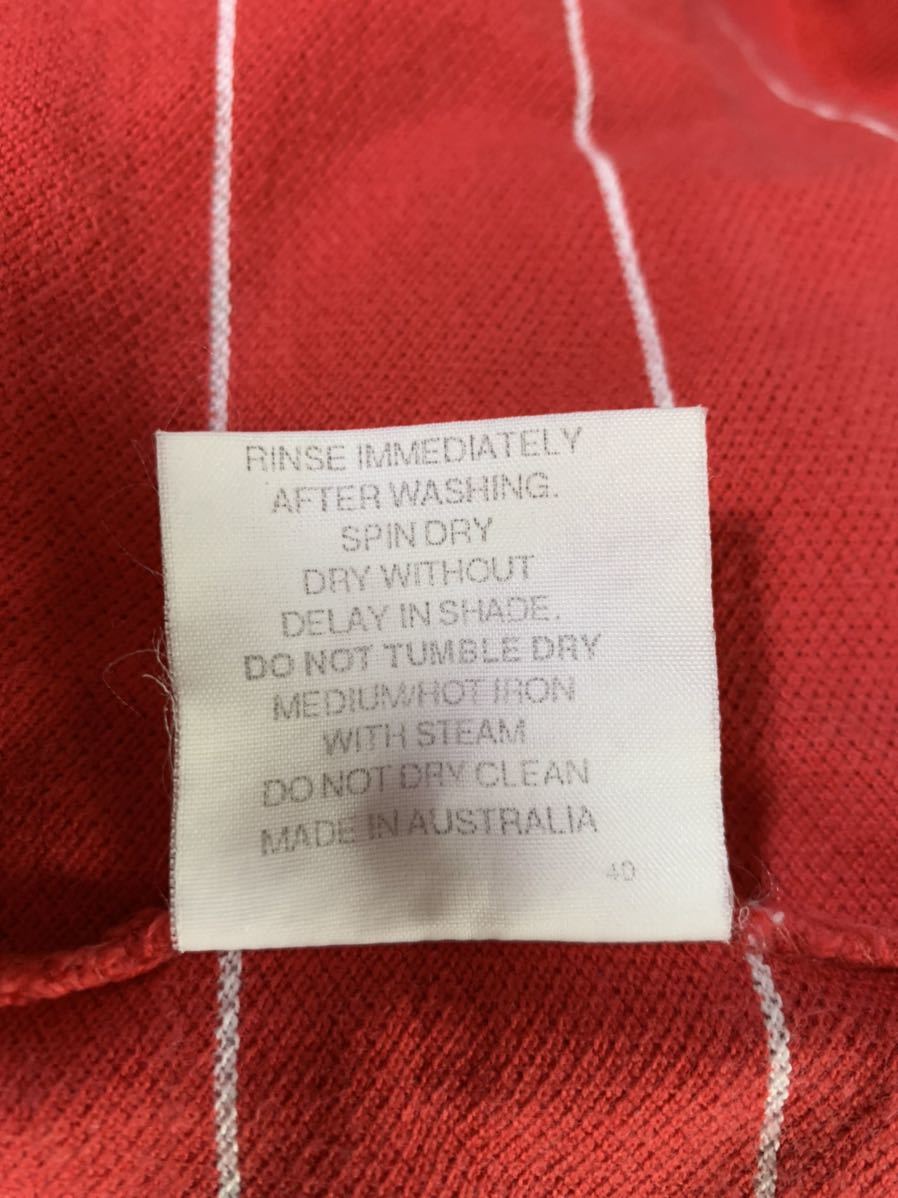 RINSE IMMEDIATELY
AFTER WASHING.
SPIN DRY
DRY WITHOUT
DELAY IN SHADE.
DO NOT TUMBLE DRY
MEDIUM/HOT IRON
WITH STEAM
DO NOT DRY CLEAN
MADE IN AUSTRALIA
40